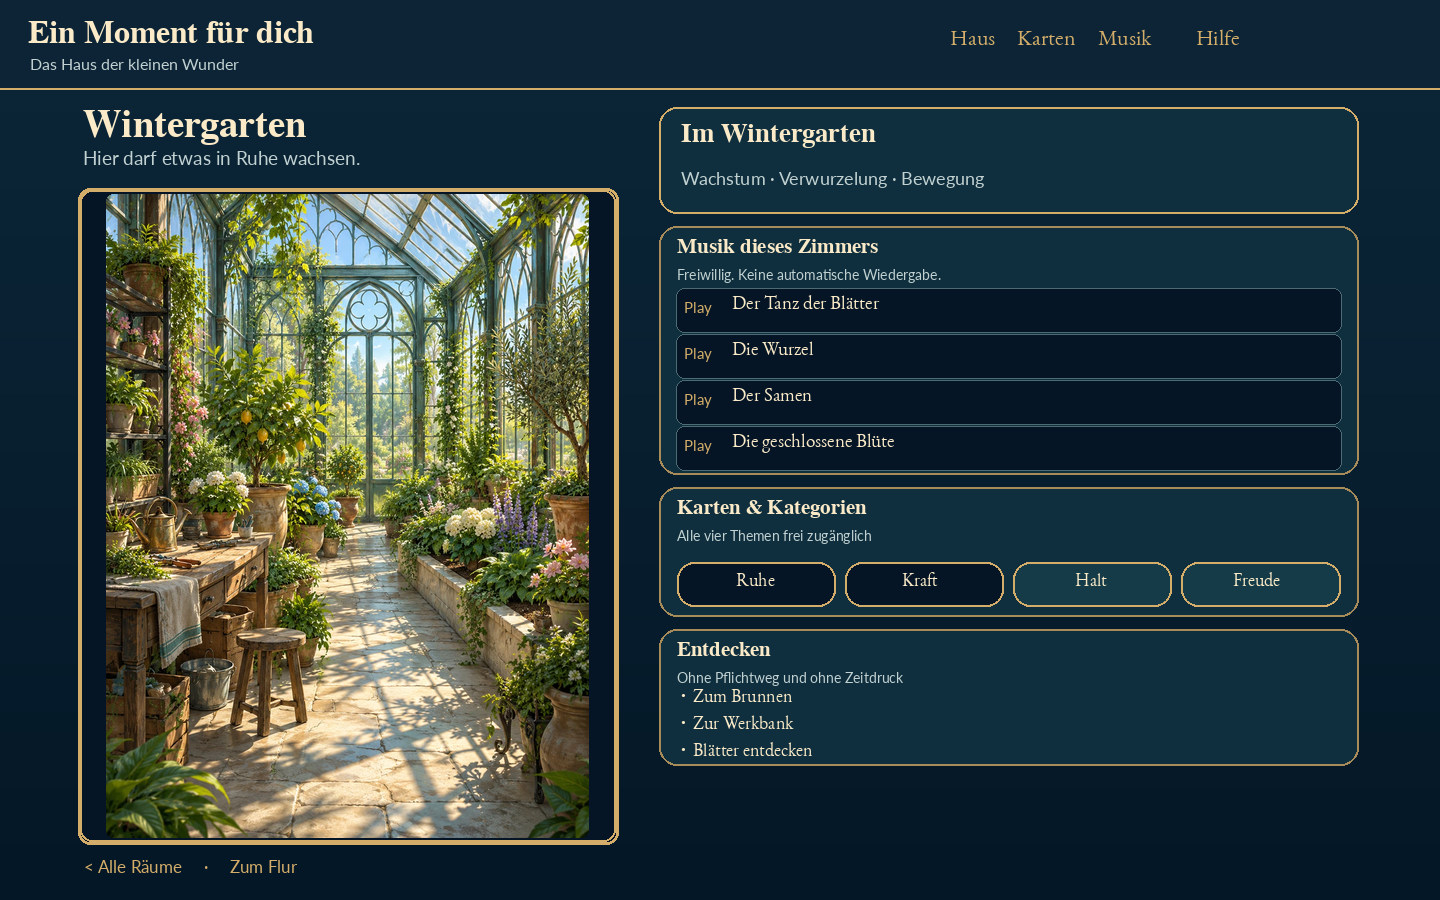 Ein Moment für dich
Das Haus der kleinen Wunder
Haus Karten Musik Hilfe
Wintergarten
Hier darf etwas in Ruhe wachsen.
< Alle Räume · Zum Flur
Im Wintergarten
Wachstum · Verwurzelung · Bewegung
Musik dieses Zimmers
Freiwillig. Keine automatische Wiedergabe.
Play Der Tanz der Blätter
Play Die Wurzel
Play Der Samen
Play Die geschlossene Blüte
Karten & Kategorien
Alle vier Themen frei zugänglich
Ruhe Kraft Halt Freude
Entdecken
Ohne Pflichtweg und ohne Zeitdruck
· Zum Brunnen
· Zur Werkbank
· Blätter entdecken